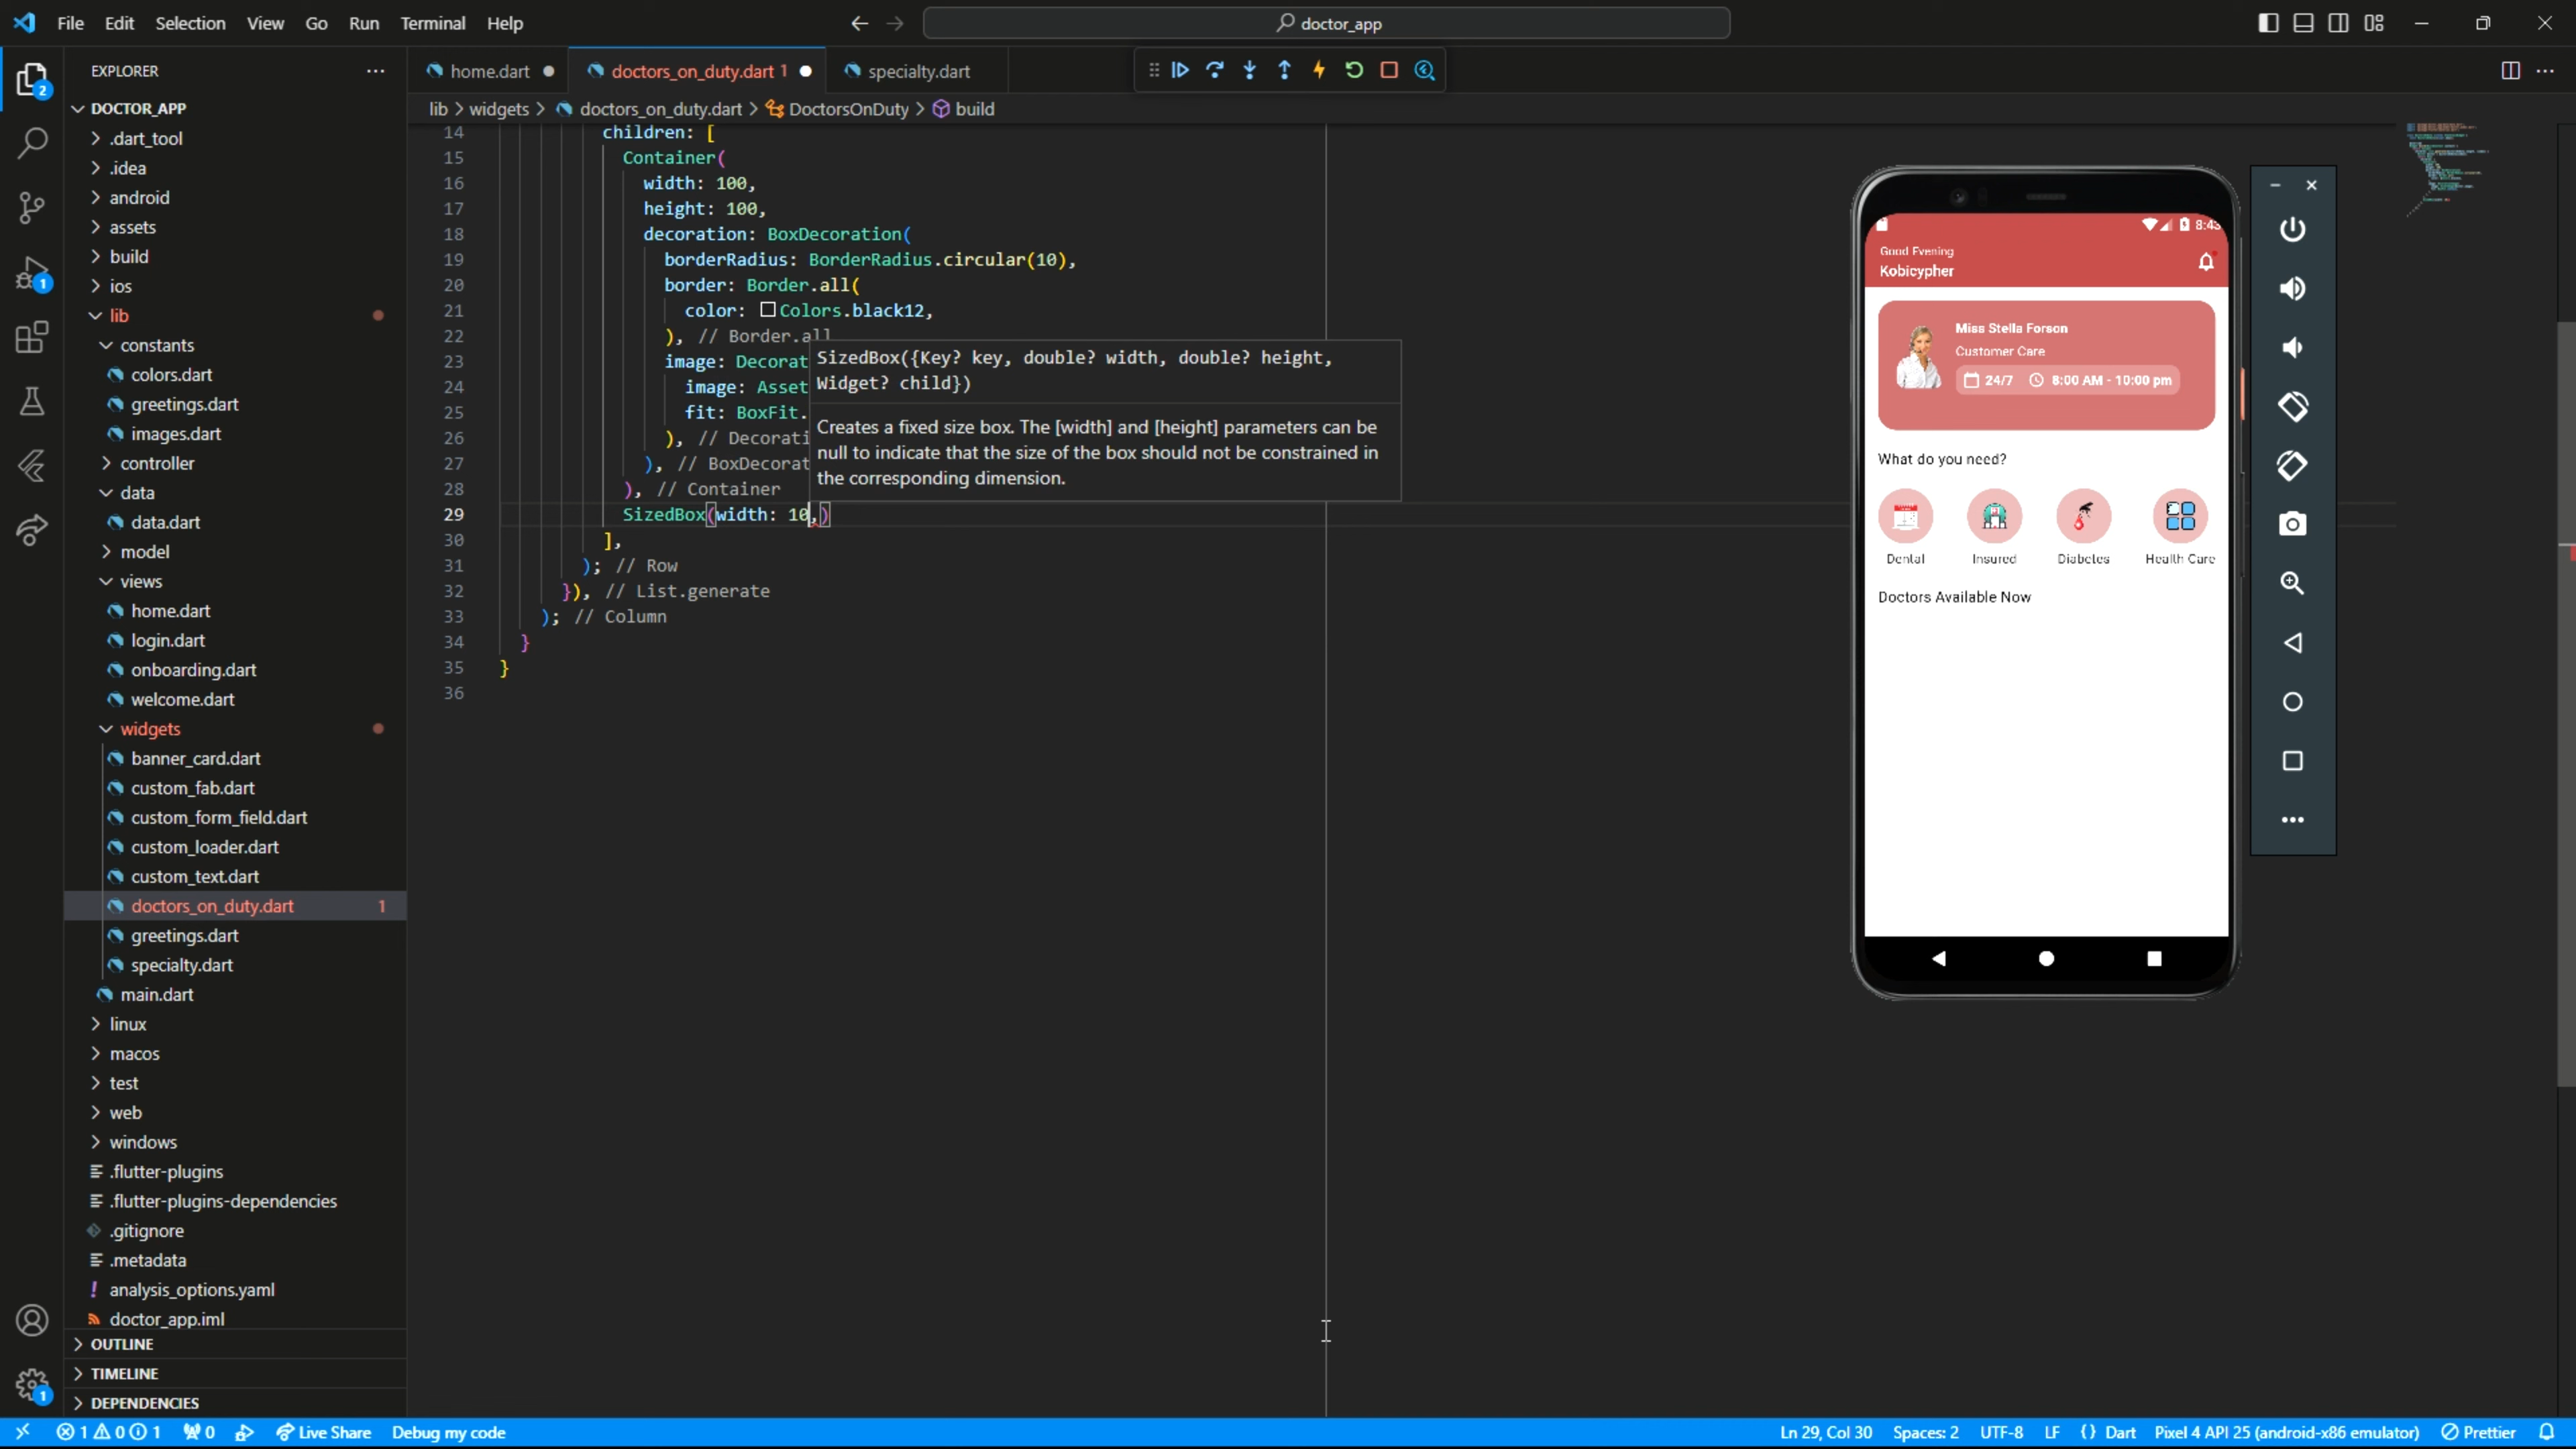 File Edit Selection View Go Run Terminal Help
doctor_app
EXPLORER
home.dart
doctors_on_duty.dart 1
specialty.dart
lib > widgets > doctors_on_duty.dart > DoctorsOnDuty > build
DOCTOR_APP
.dart_tool
.idea
android
assets
build
ios
lib
constants
colors.dart
greetings.dart
images.dart
controller
data
data.dart
model
views
home.dart
login.dart
onboarding.dart
welcome.dart
widgets
banner_card.dart
custom_fab.dart
custom_form_field.dart
custom_loader.dart
custom_text.dart
doctors_on_duty.dart 1
greetings.dart
specialty.dart
main.dart
linux
macos
test
web
windows
.flutter-plugins
.flutter-plugins-dependencies
.gitignore
.metadata
analysis_options.yaml
doctor_app.iml
OUTLINE
TIMELINE
DEPENDENCIES
2
1
1
14 children: [
15 Container(
16 width: 100,
17 height: 100,
18 decoration: BoxDecoration(
19 borderRadius: BorderRadius.circular(10),
20 border: Border.all(
21 color: Colors.black12,
22 ), // Border.all
23 image: Decorat
24 image: Asset
25 fit: BoxFit.
26 ), // Decorati
27 ), // BoxDecorat
28 ), // Container
29 SizedBox(width: 10,)
30 ],
31 ); // Row
32 }), // List.generate
33 ); // Column
34 }
35 }
36
SizedBox({Key? key, double? width, double? height,
Widget? child})
Creates a fixed size box. The [width] and [height] parameters can be
null to indicate that the size of the box should not be constrained in
the corresponding dimension.
Good Evening
Kobicypher
Miss Stella Forson
Customer Care
24/7 8:00 AM - 10:00 pm
What do you need?
Dental Insured Diabetes Health Care
Doctors Available Now
1 0 1 0 Live Share Debug my code
Ln 29, Col 30 Spaces: 2 UTF-8 LF {} Dart Pixel 4 API 25 (android-x86 emulator) Prettier